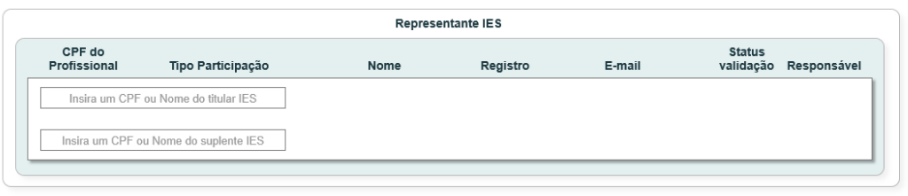 Representante IES
CPF do Profissional Tipo Participação Nome Registro E-mail Status validação Responsável
Insira um CPF ou Nome do titular IES
Insira um CPF ou Nome do suplente IES